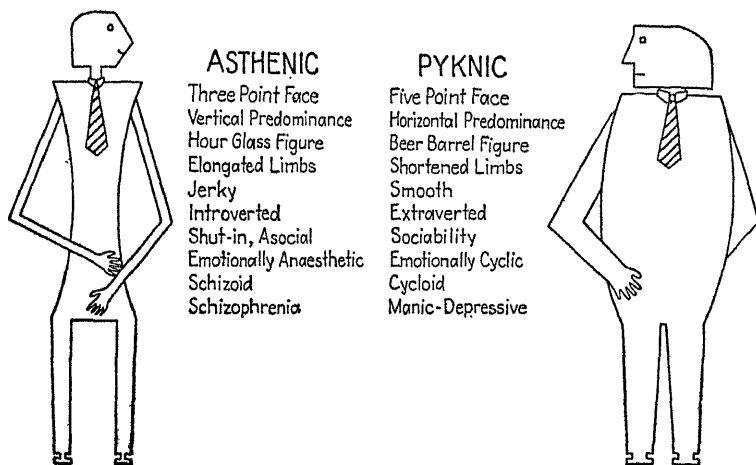 ASTHENIC
Three Point Face
Vertical Predominance
Hour Glass Figure
Elongated Limbs
Jerky
Introverted
Shut-in, Asocial
Emotionally Anaesthetic
Schizoid
Schizophrenia
PYKNIC
Five Point Face
Horizontal Predominance
Beer Barrel Figure
Shortened Limbs
Smooth
Extraverted
Sociability
Emotionally Cyclic
Cycloid
Manic-Depressive